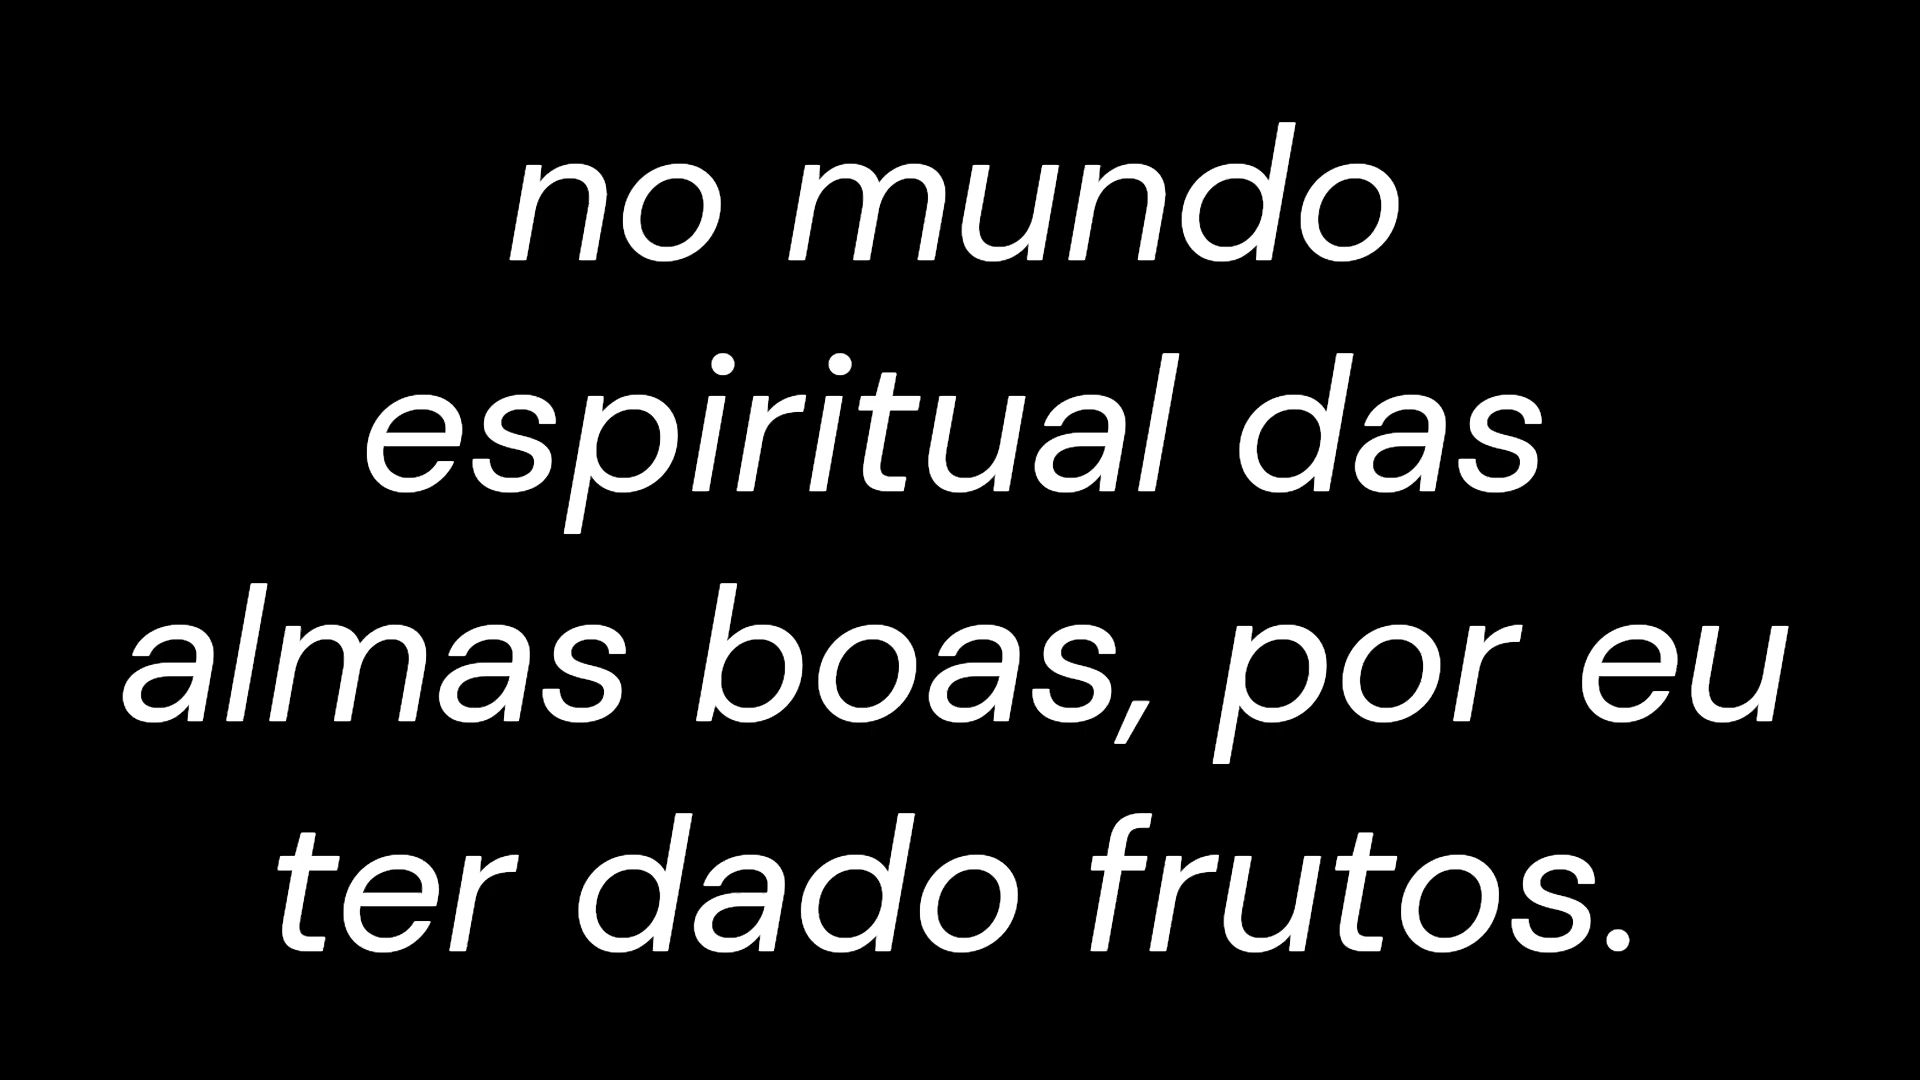 no mundo
espiritual das
almas boas, por eu
ter dado frutos.